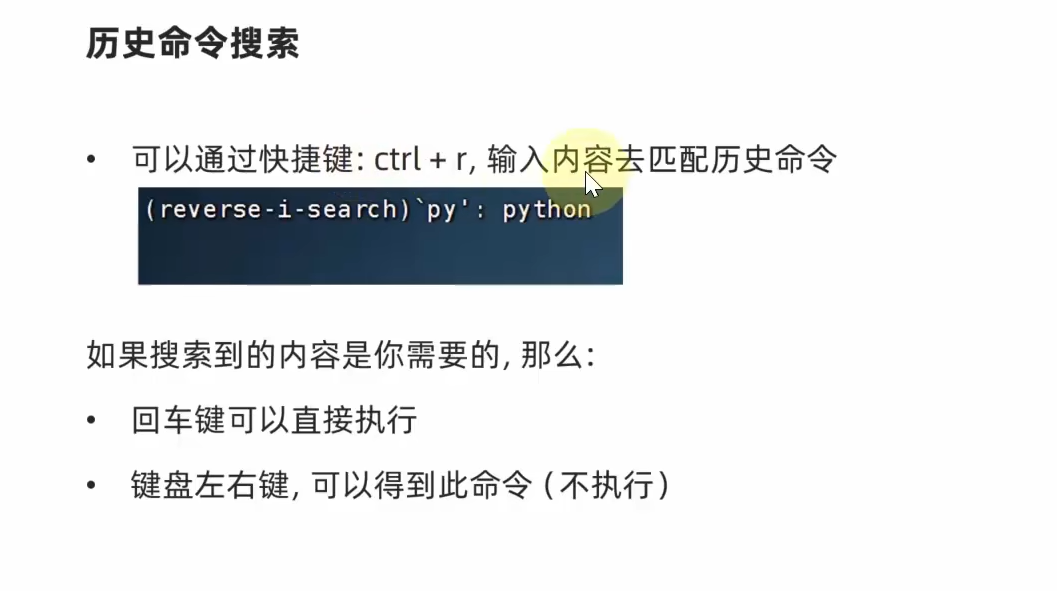 历史命令搜索
• 可以通过快捷键: ctrl + r, 输入内容去匹配历史命令
(reverse-i-search)`py': python
如果搜索到的内容是你需要的, 那么:
• 回车键可以直接执行
• 键盘左右键, 可以得到此命令 (不执行)